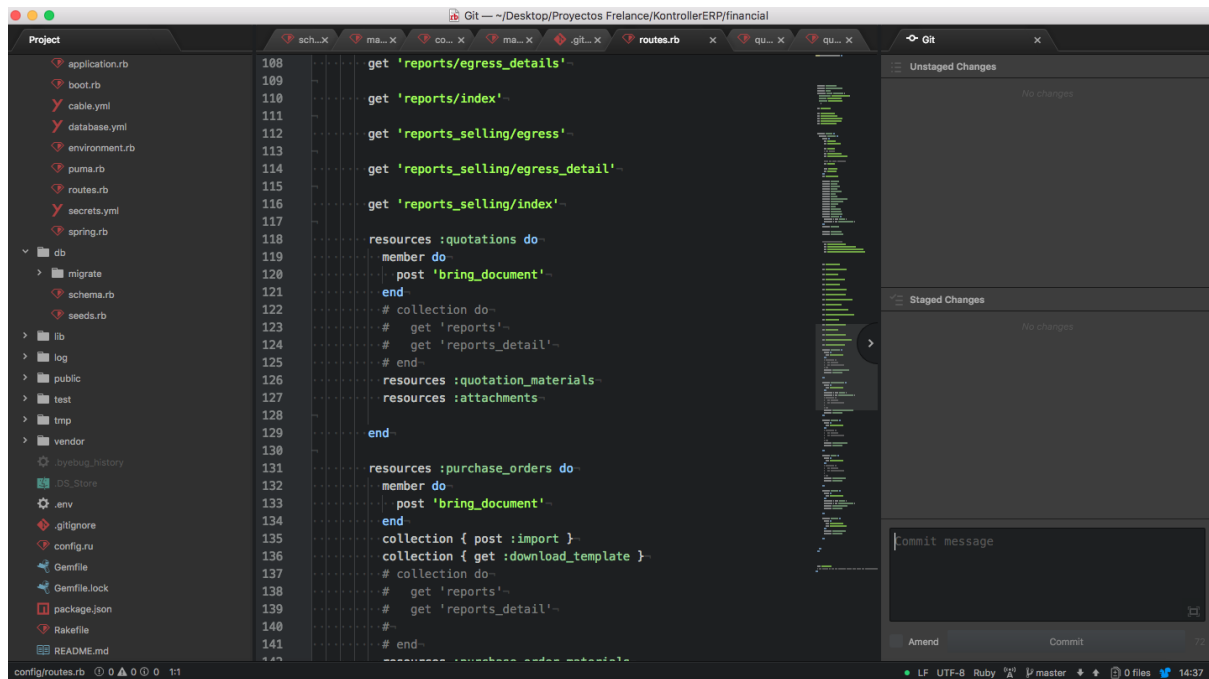 Git — ~/Desktop/Proyectos Frelance/KontrollerERP/financial
Project
sch...
ma...
co...
ma...
.git...
routes.rb
qu...
qu...
Git
application.rb
boot.rb
cable.yml
database.yml
environment.rb
puma.rb
routes.rb
secrets.yml
spring.rb
db
migrate
schema.rb
seeds.rb
lib
log
public
test
tmp
vendor
.byebug_history
.DS_Store
.env
.gitignore
config.ru
Gemfile
Gemfile.lock
package.json
Rakefile
README.md
108 get 'reports/egress_details'
109
110 get 'reports/index'
111
112 get 'reports_selling/egress'
113
114 get 'reports_selling/egress_detail'
115
116 get 'reports_selling/index'
117
118 resources :quotations do
119 member do
120 post 'bring_document'
121 end
122 # collection do
123 # get 'reports'
124 # get 'reports_detail'
125 # end
126 resources :quotation_materials
127 resources :attachments
128
129 end
130
131 resources :purchase_orders do
132 member do
133 post 'bring_document'
134 end
135 collection { post :import }
136 collection { get :download_template }
137 # collection do
138 # get 'reports'
139 # get 'reports_detail'
140 #
141 # end
Unstaged Changes
No changes
Staged Changes
No changes
Commit message
Amend
Commit
72
config/routes.rb 0 0 0 1:1
LF UTF-8 Ruby master 0 files 14:37